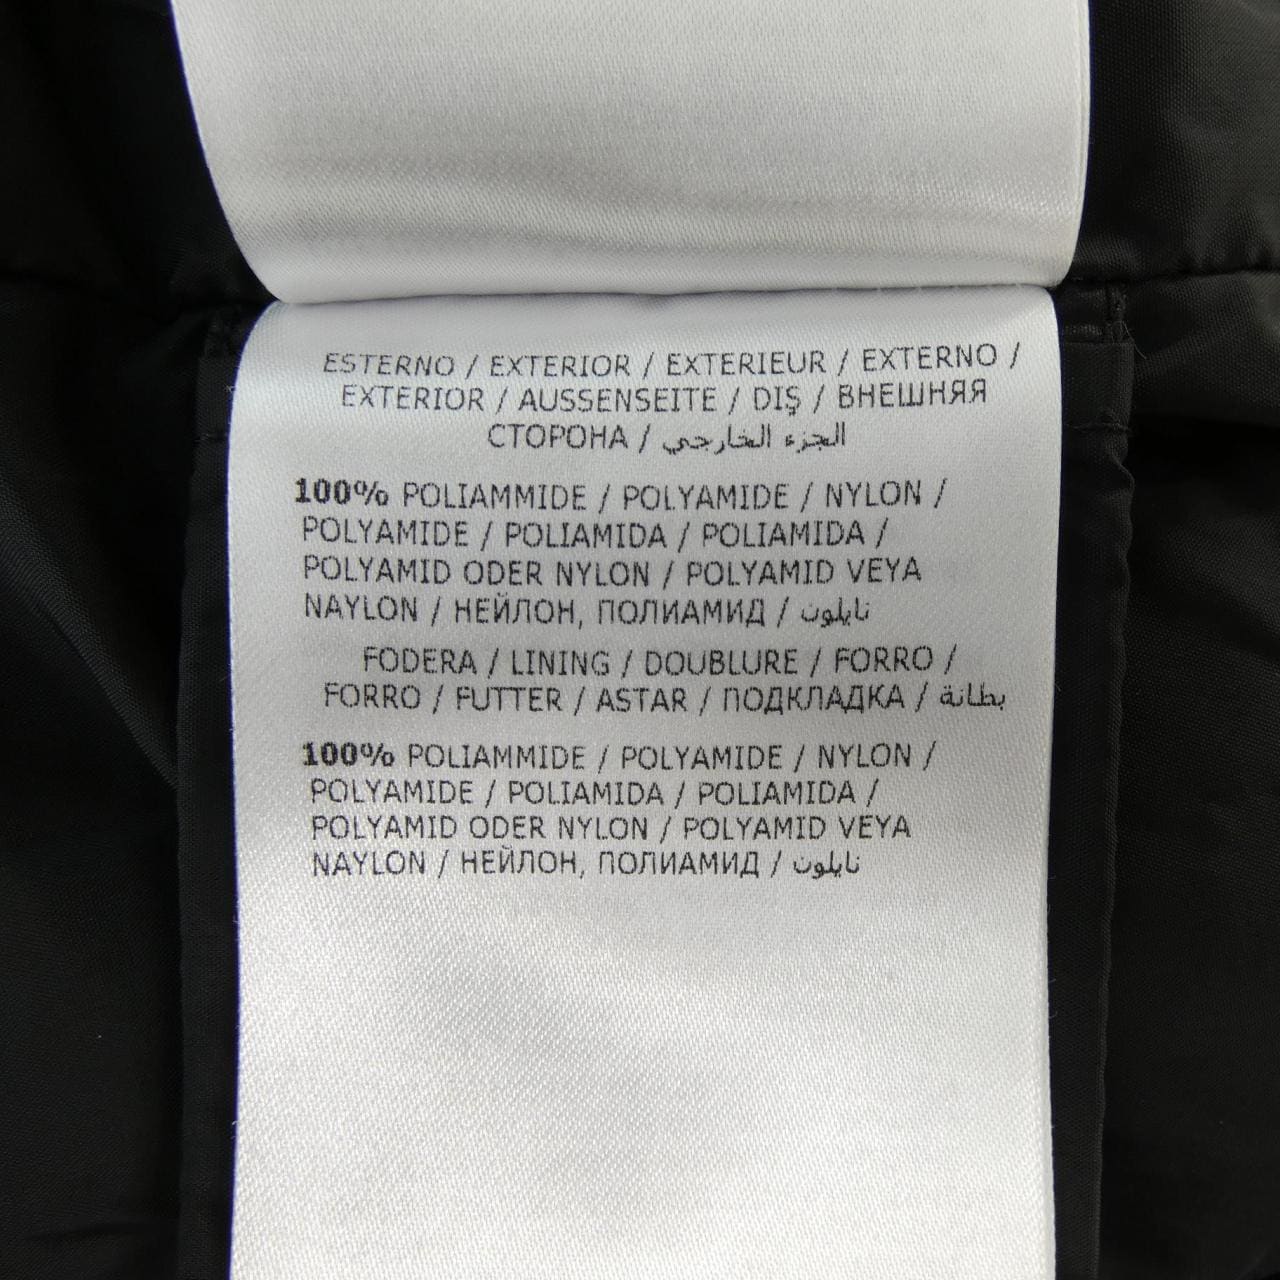 ESTERNO / EXTERIOR / EXTERIEUR / EXTERNO /
EXTERIOR / AUSSENSEITE / DIŞ / ВНЕШНЯЯ
СТОРОНА / الجزء الخارجي
100% POLIAMMIDE / POLYAMIDE / NYLON /
POLYAMIDE / POLIAMIDA / POLIAMIDA /
POLYAMID ODER NYLON / POLYAMID VEYA
NAYLON / НЕЙЛОН, ПОЛИАМИД / نايلون
FODERA / LINING / DOUBLURE / FORRO /
FORRO / FUTTER / ASTAR / ПОДКЛАДКА / بطانة
100% POLIAMMIDE / POLYAMIDE / NYLON /
POLYAMIDE / POLIAMIDA / POLIAMIDA /
POLYAMID ODER NYLON / POLYAMID VEYA
NAYLON / НЕЙЛОН, ПОЛИАМИД / نايلون